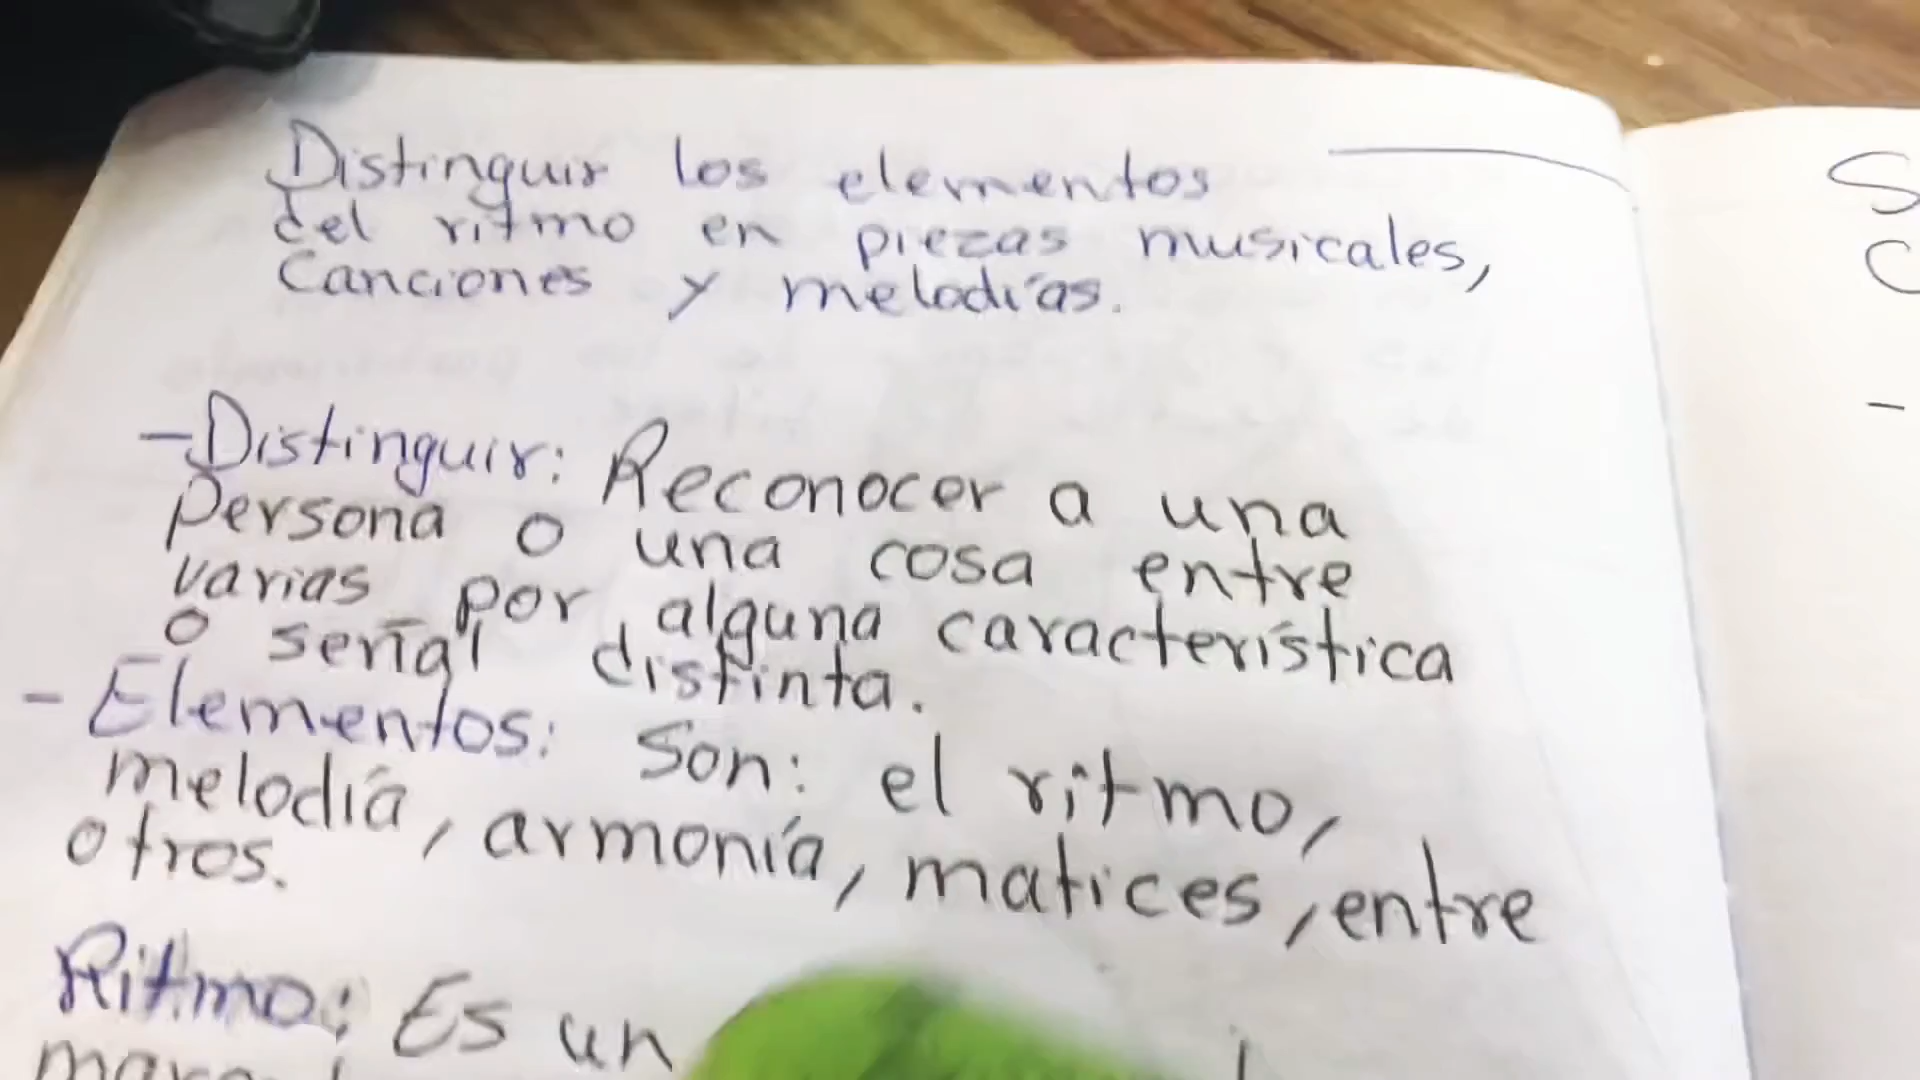 Distinguir los elementos
del ritmo en piezas musicales,
Canciones y melodías.
- Distinguir: Reconocer a una
persona o una cosa entre
varias por alguna característica
o señal distinta.
- Elementos: Son: el ritmo,
melodía, armonía, matices, entre
otros.
Ritmo: Es un